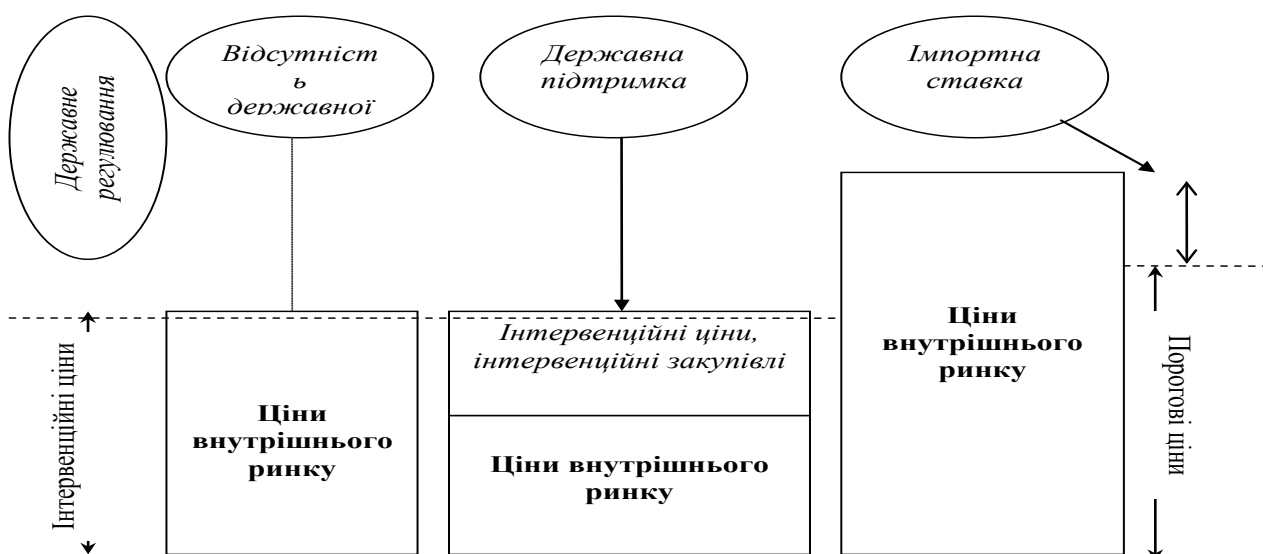 Державне
регулювання
Відсутніст
ь
державної
Державна
підтримка
Імпортна
ставка
Інтервенційні ціни
Ціни
внутрішнього
ринку
Інтервенційні ціни,
інтервенційні закупівлі
Ціни внутрішнього
ринку
Ціни
внутрішнього
ринку
Порогові ціни